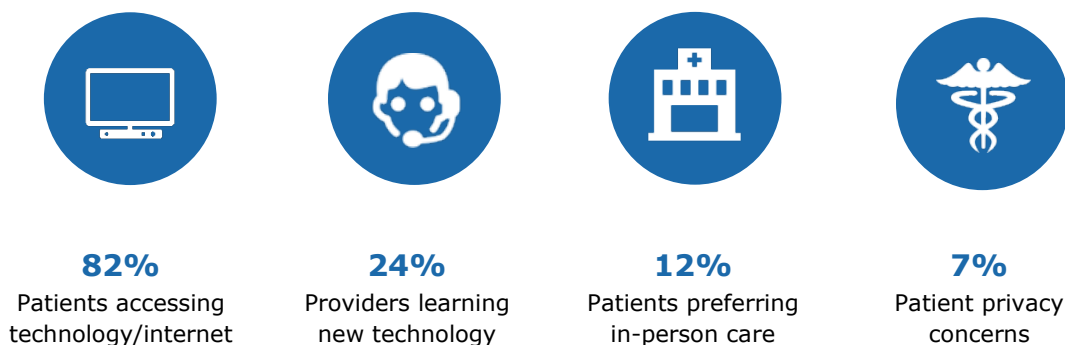 82%
Patients accessing
technology/internet
24%
Providers learning
new technology
12%
Patients preferring
in-person care
7%
Patient privacy
concerns